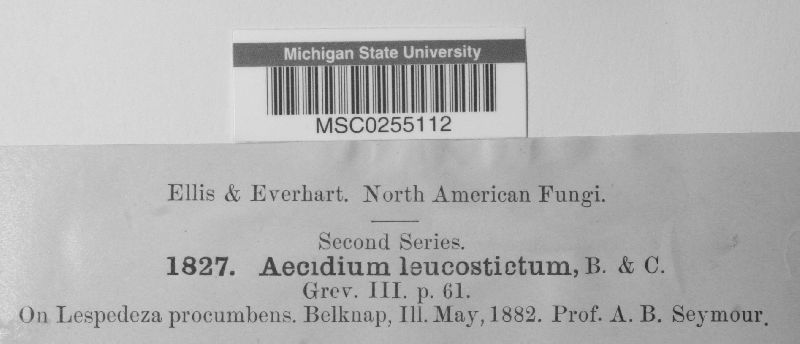 Michigan State University
MSC0255112
Ellis & Everhart. North American Fungi.
Second Series.
1827. Aecidium leucostictum, B. & C.
Grev. III. p. 61.
On Lespedeza procumbens. Belknap, Ill. May, 1882. Prof. A. B. Seymour.